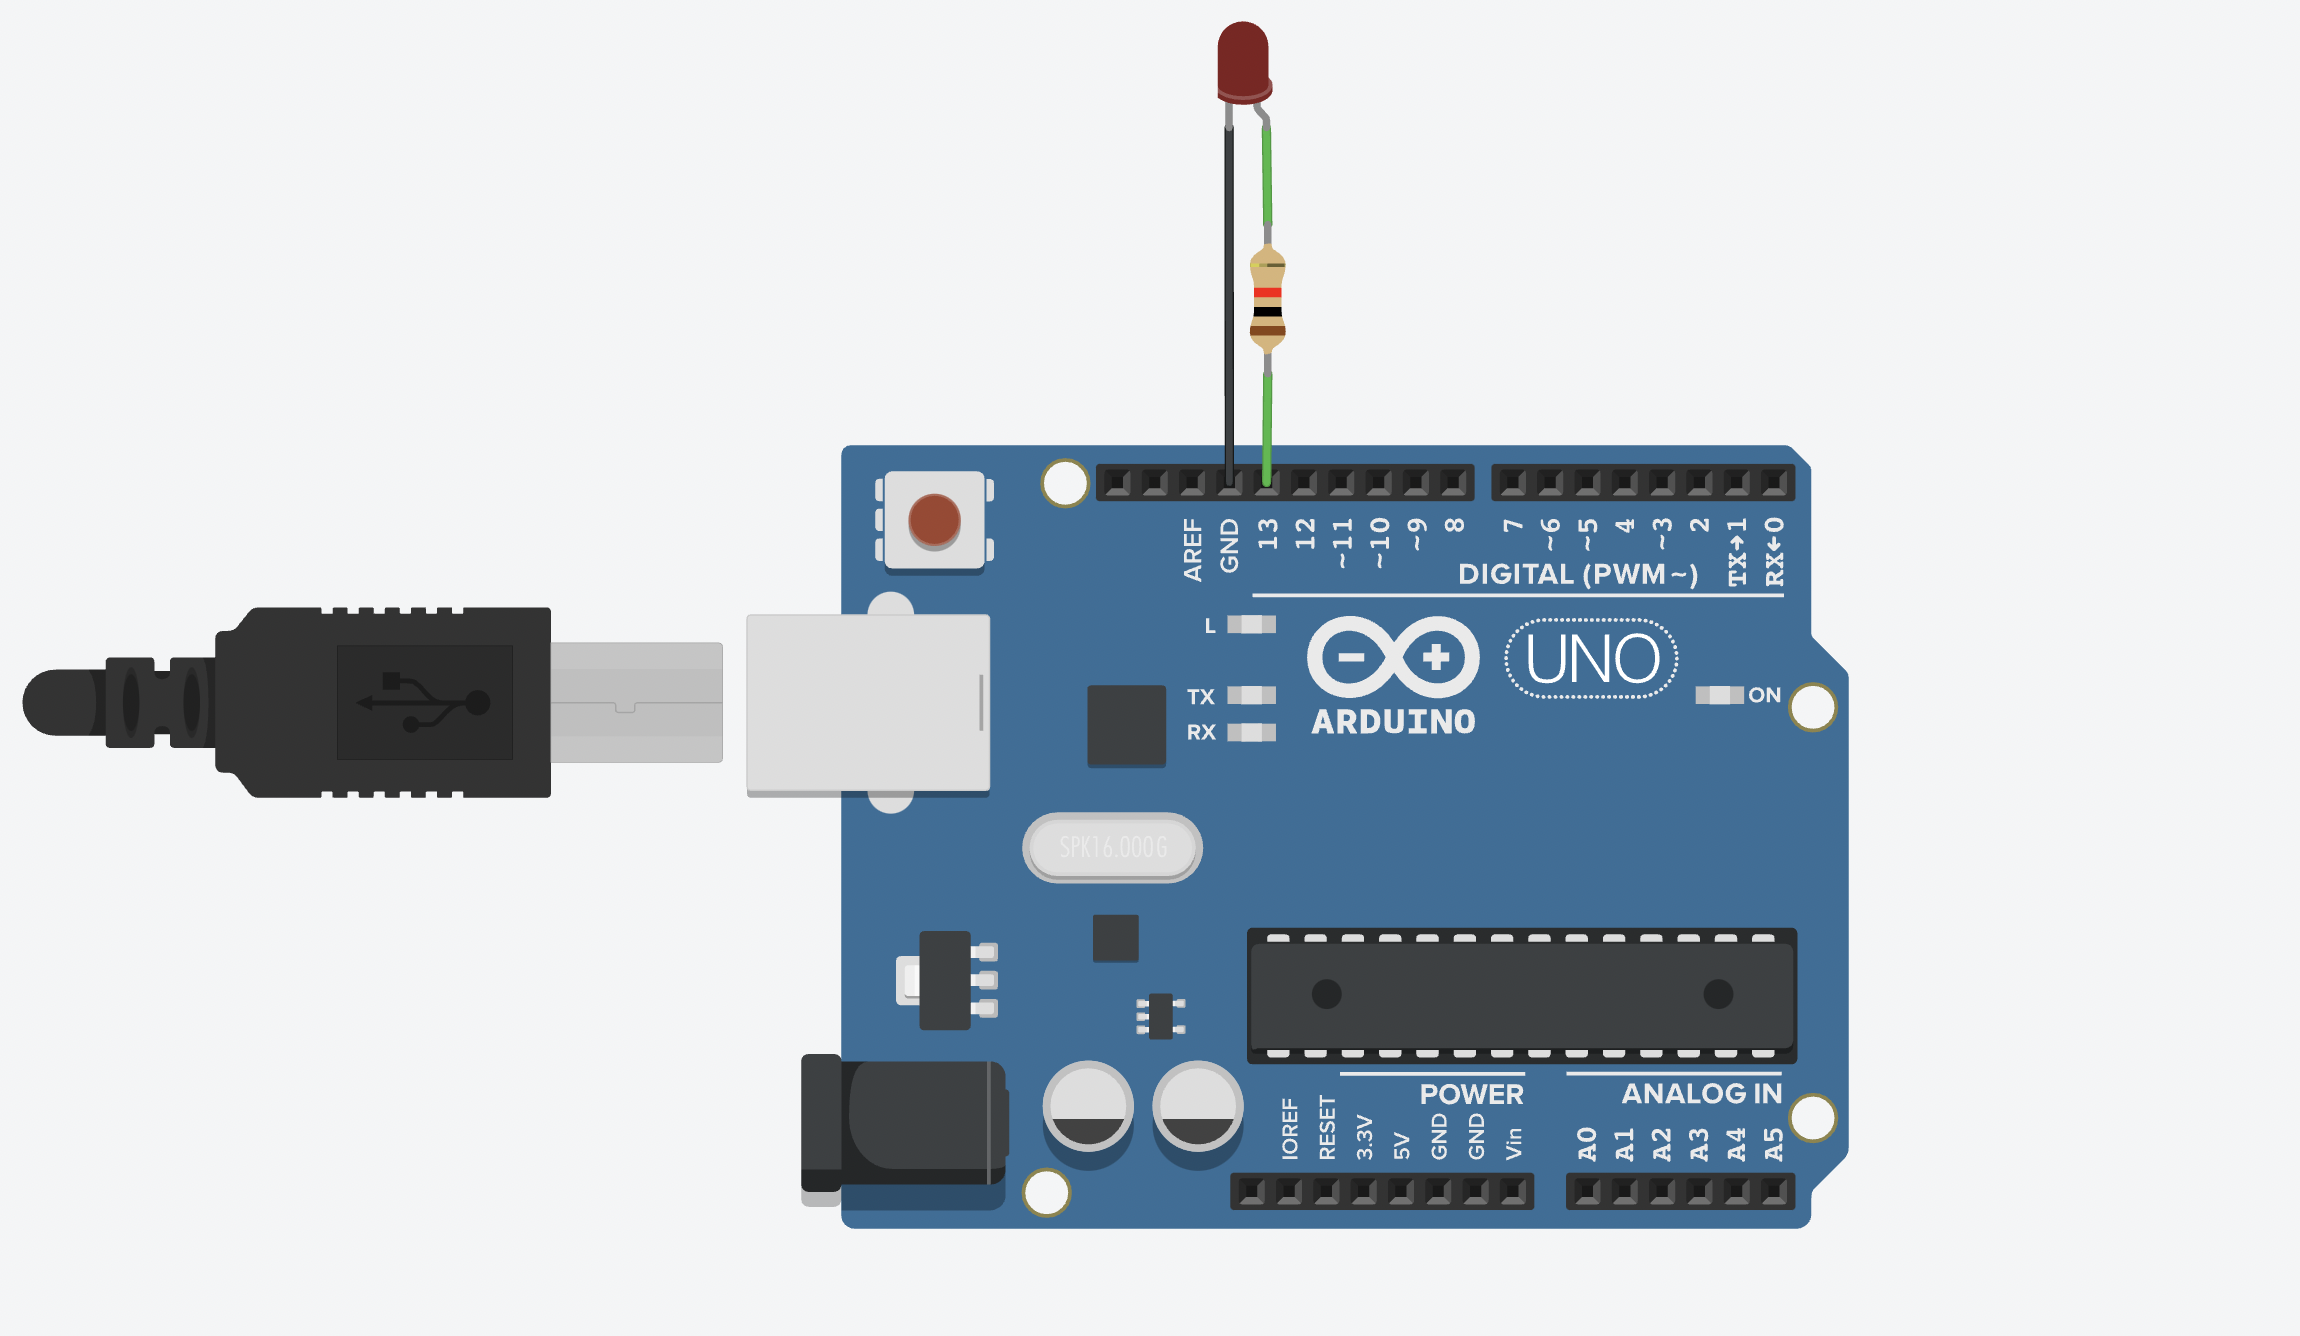 AREF
GND
13
12
~11
~10
~9
8
7
~6
~5
4
~3
2
TX→1
RX←0
DIGITAL (PWM~)
L
TX
RX
ARDUINO
UNO
ON
SPK16.000G
POWER
ANALOG IN
IOREF
RESET
3.3V
5V
GND
GND
Vin
A0
A1
A2
A3
A4
A5